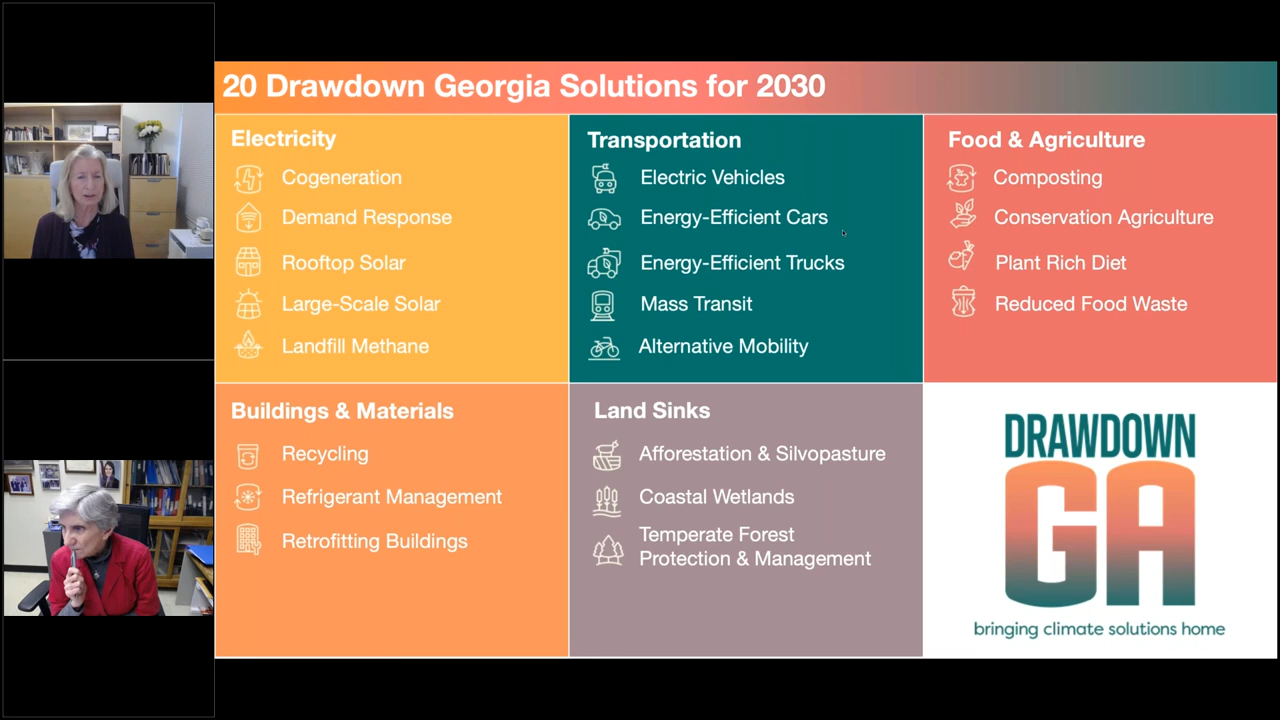 20 Drawdown Georgia Solutions for 2030
Electricity
Cogeneration
Demand Response
Rooftop Solar
Large-Scale Solar
Landfill Methane
Transportation
Electric Vehicles
Energy-Efficient Cars
Energy-Efficient Trucks
Mass Transit
Alternative Mobility
Food & Agriculture
Composting
Conservation Agriculture
Plant Rich Diet
Reduced Food Waste
Buildings & Materials
Recycling
Refrigerant Management
Retrofitting Buildings
Land Sinks
Afforestation & Silvopasture
Coastal Wetlands
Temperate Forest
Protection & Management
DRAWDOWN
GA
bringing climate solutions home